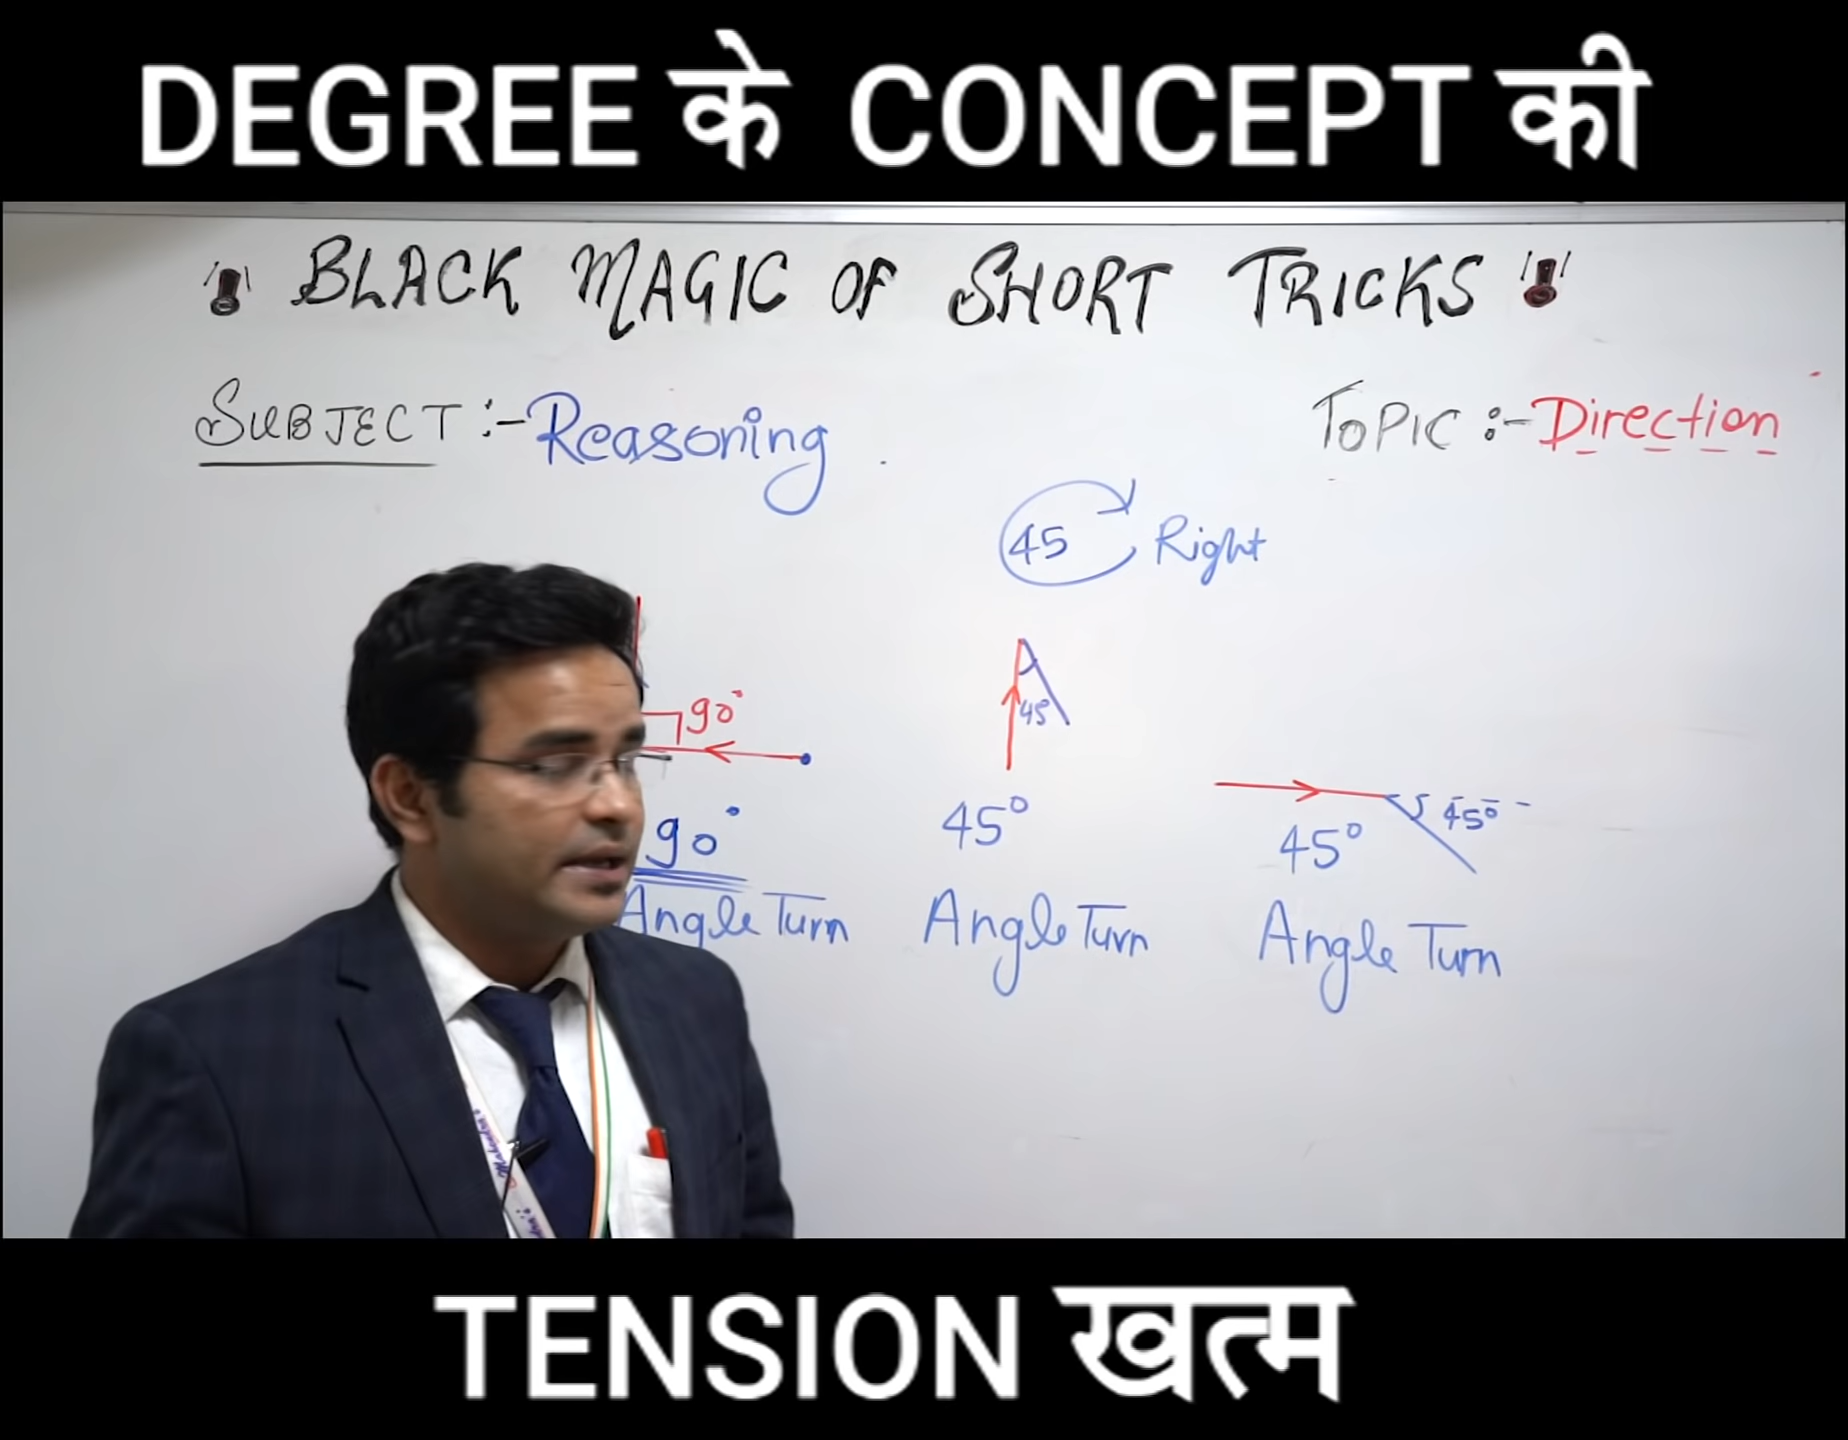 DEGREE के CONCEPT की
BLACK MAGIC OF SHORT TRICKS
SUBJECT :- Reasoning
TOPIC :- Direction
45 Right
90°
45°
45°
90°
45°
45°
Angle Turn
Angle Turn
Angle Turn
TENSION खत्म